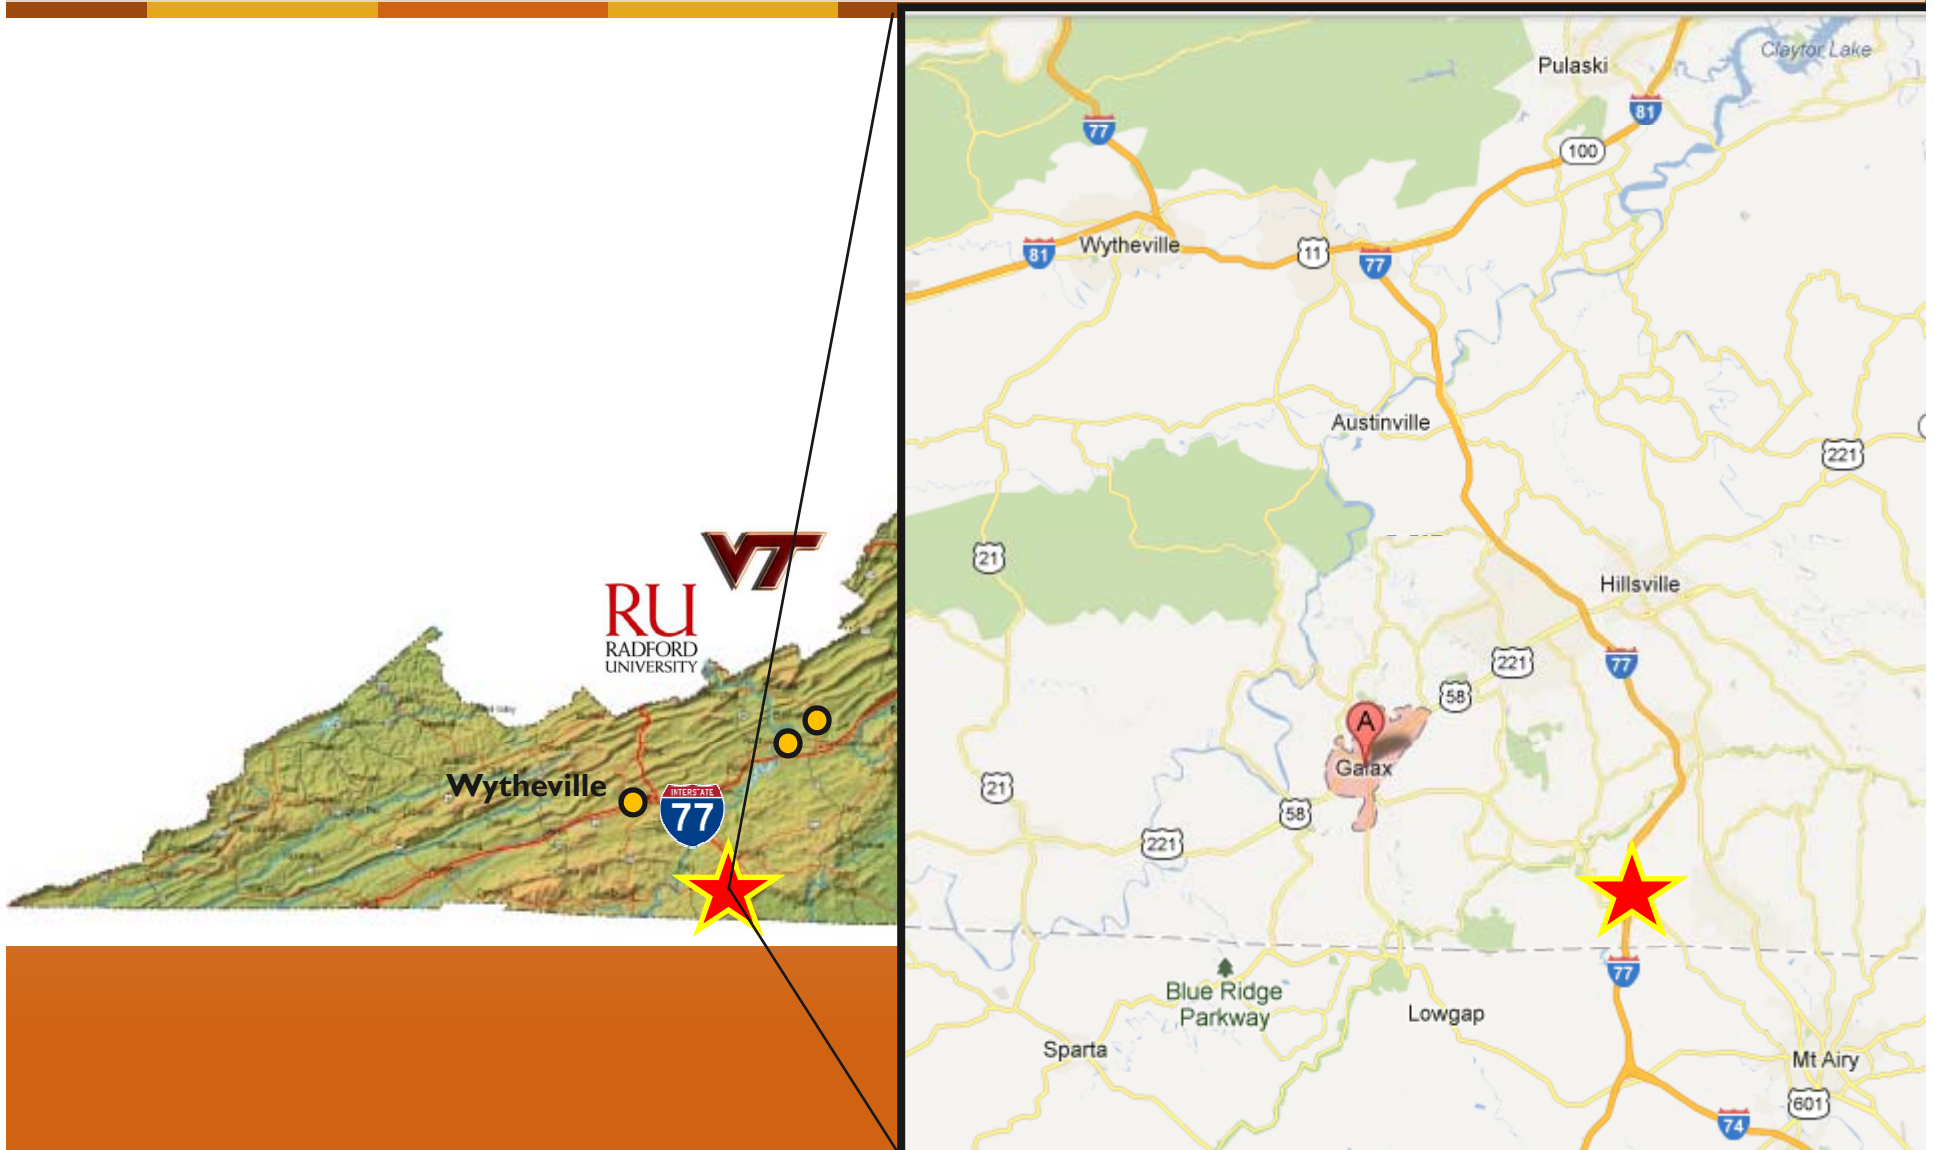 VT
RU
RADFORD
UNIVERSITY
Wytheville
INTERSTATE
77
Pulaski
Claytor Lake
81
77
100
Wytheville
81
11
77
Austinville
221
21
Hillsville
221
77
58
A
Galax
21
58
221
77
Blue Ridge
Parkway
Lowgap
Sparta
Mt Airy
601
74